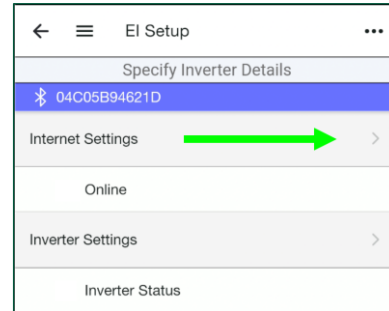 EI Setup
Specify Inverter Details
04C05B94621D
Internet Settings
Online
Inverter Settings
Inverter Status